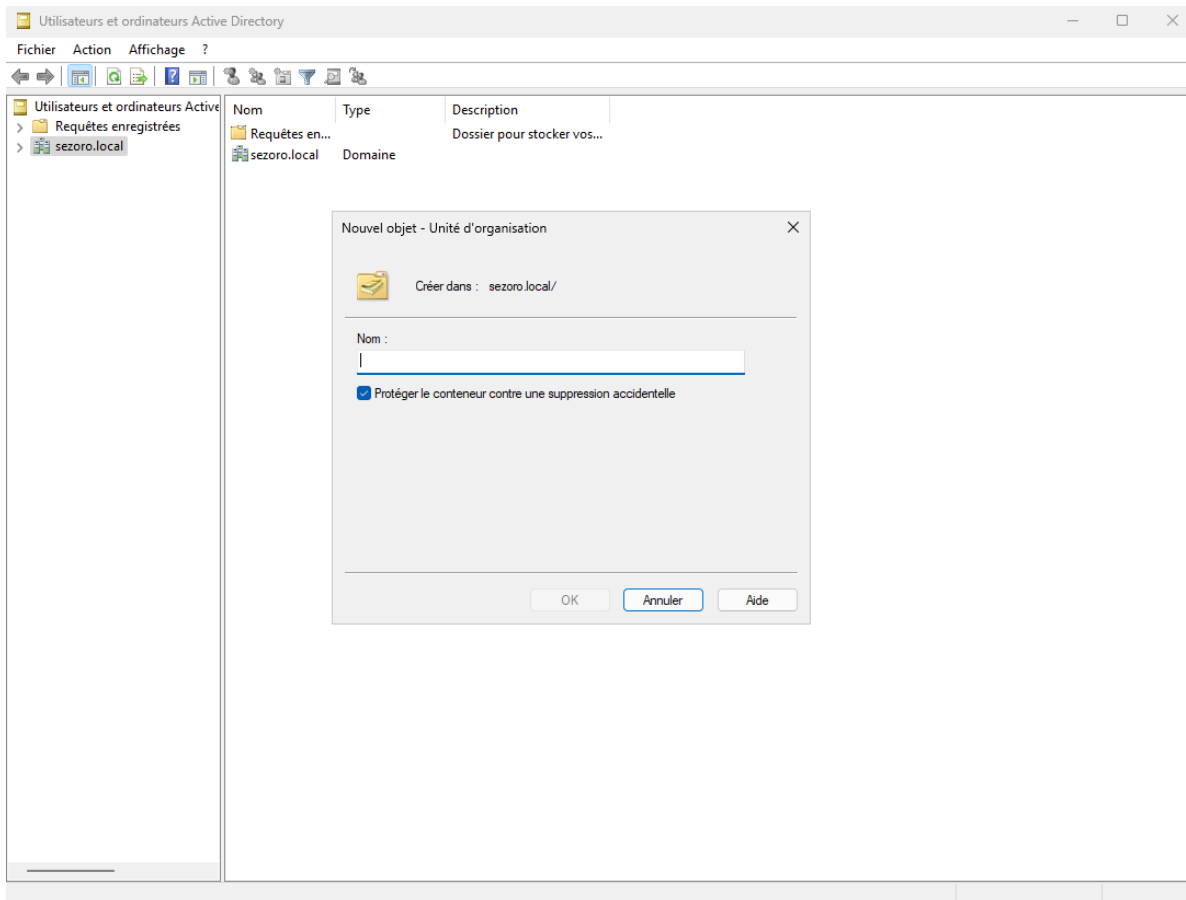 Utilisateurs et ordinateurs Active Directory
Fichier Action Affichage ?
Utilisateurs et ordinateurs Active
Requêtes enregistrées
sezoro.local
Nom Type Description
Requêtes en... Dossier pour stocker vos...
sezoro.local Domaine
Nouvel objet - Unité d'organisation
Créer dans : sezoro.local/
Nom :
Protéger le conteneur contre une suppression accidentelle
OK Annuler Aide